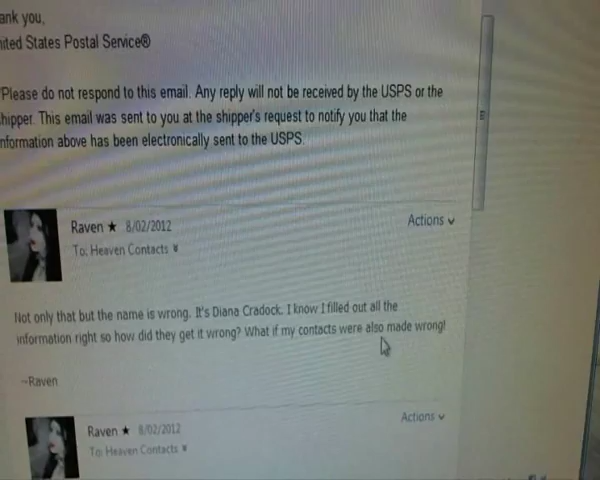 ank you,
ited States Postal Service®
Please do not respond to this email. Any reply will not be received by the USPS or the
hipper. This email was sent to you at the shipper's request to notify you that the
nformation above has been electronically sent to the USPS.
Raven ★ 8/02/2012
Actions
To: Heaven Contacts
Not only that but the name is wrong. It's Diana Cradock. I know I filled out all the
information right so how did they get it wrong? What if my contacts were also made wrong!
~Raven
Raven ★ 8/02/2012
Actions
To: Heaven Contacts